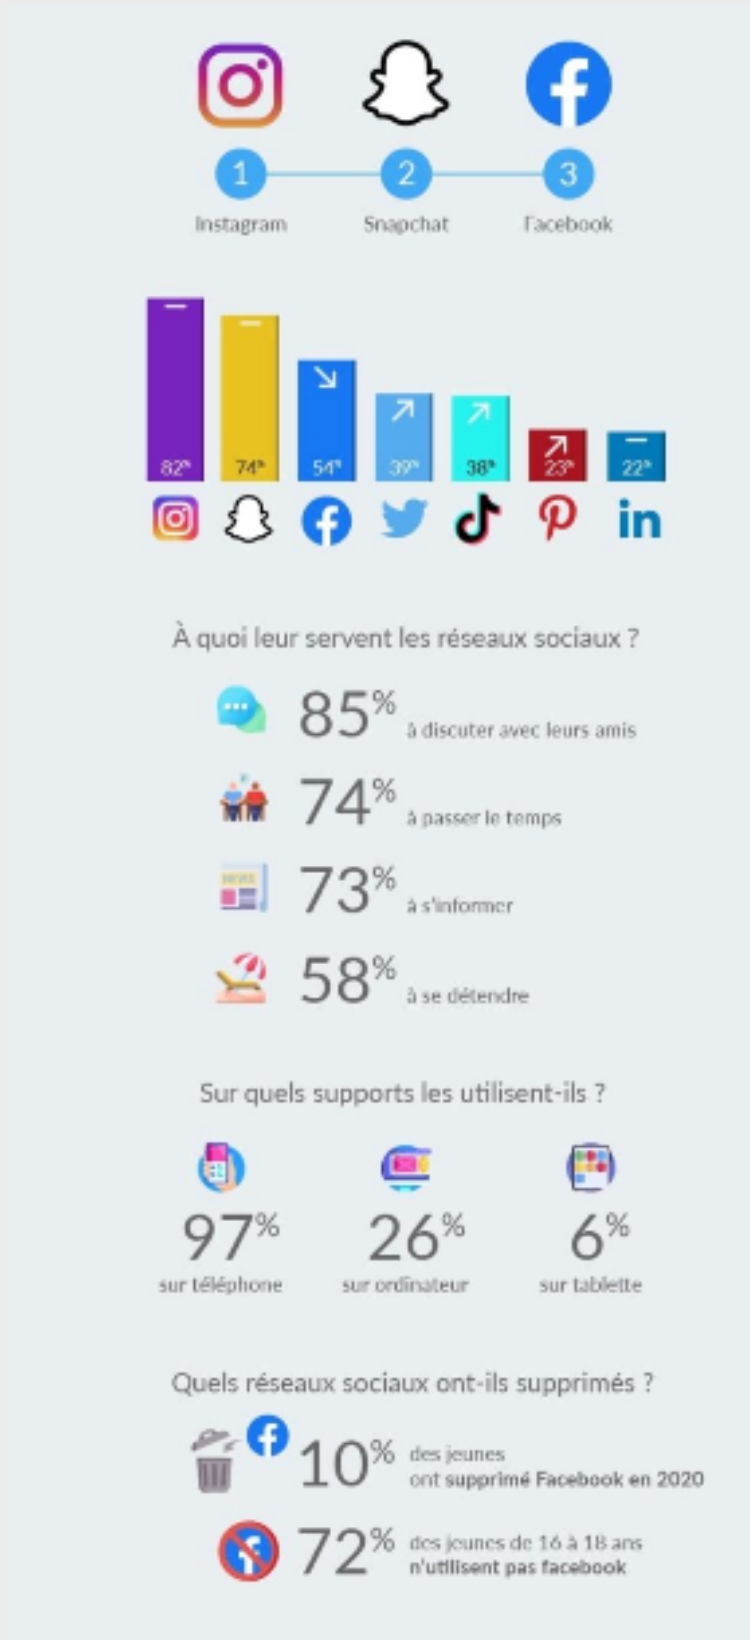 1 2 3
Instagram Snapchat Facebook
82% 74% 54% 39% 38% 23% 22%
in
À quoi leur servent les réseaux sociaux ?
85% à discuter avec leurs amis
74% à passer le temps
NEWS
73% à s'informer
58% à se détendre
Sur quels supports les utilisent-ils ?
97% 26% 6%
sur téléphone sur ordinateur sur tablette
Quels réseaux sociaux ont-ils supprimés ?
10% des jeunes
ont supprimé Facebook en 2020
72% des jeunes de 16 à 18 ans
n'utilisent pas facebook